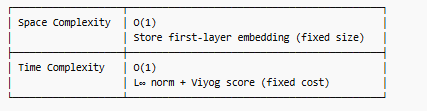 Space Complexity O(1)
Store first-layer embedding (fixed size)
Time Complexity O(1)
L∞ norm + Viyog score (fixed cost)